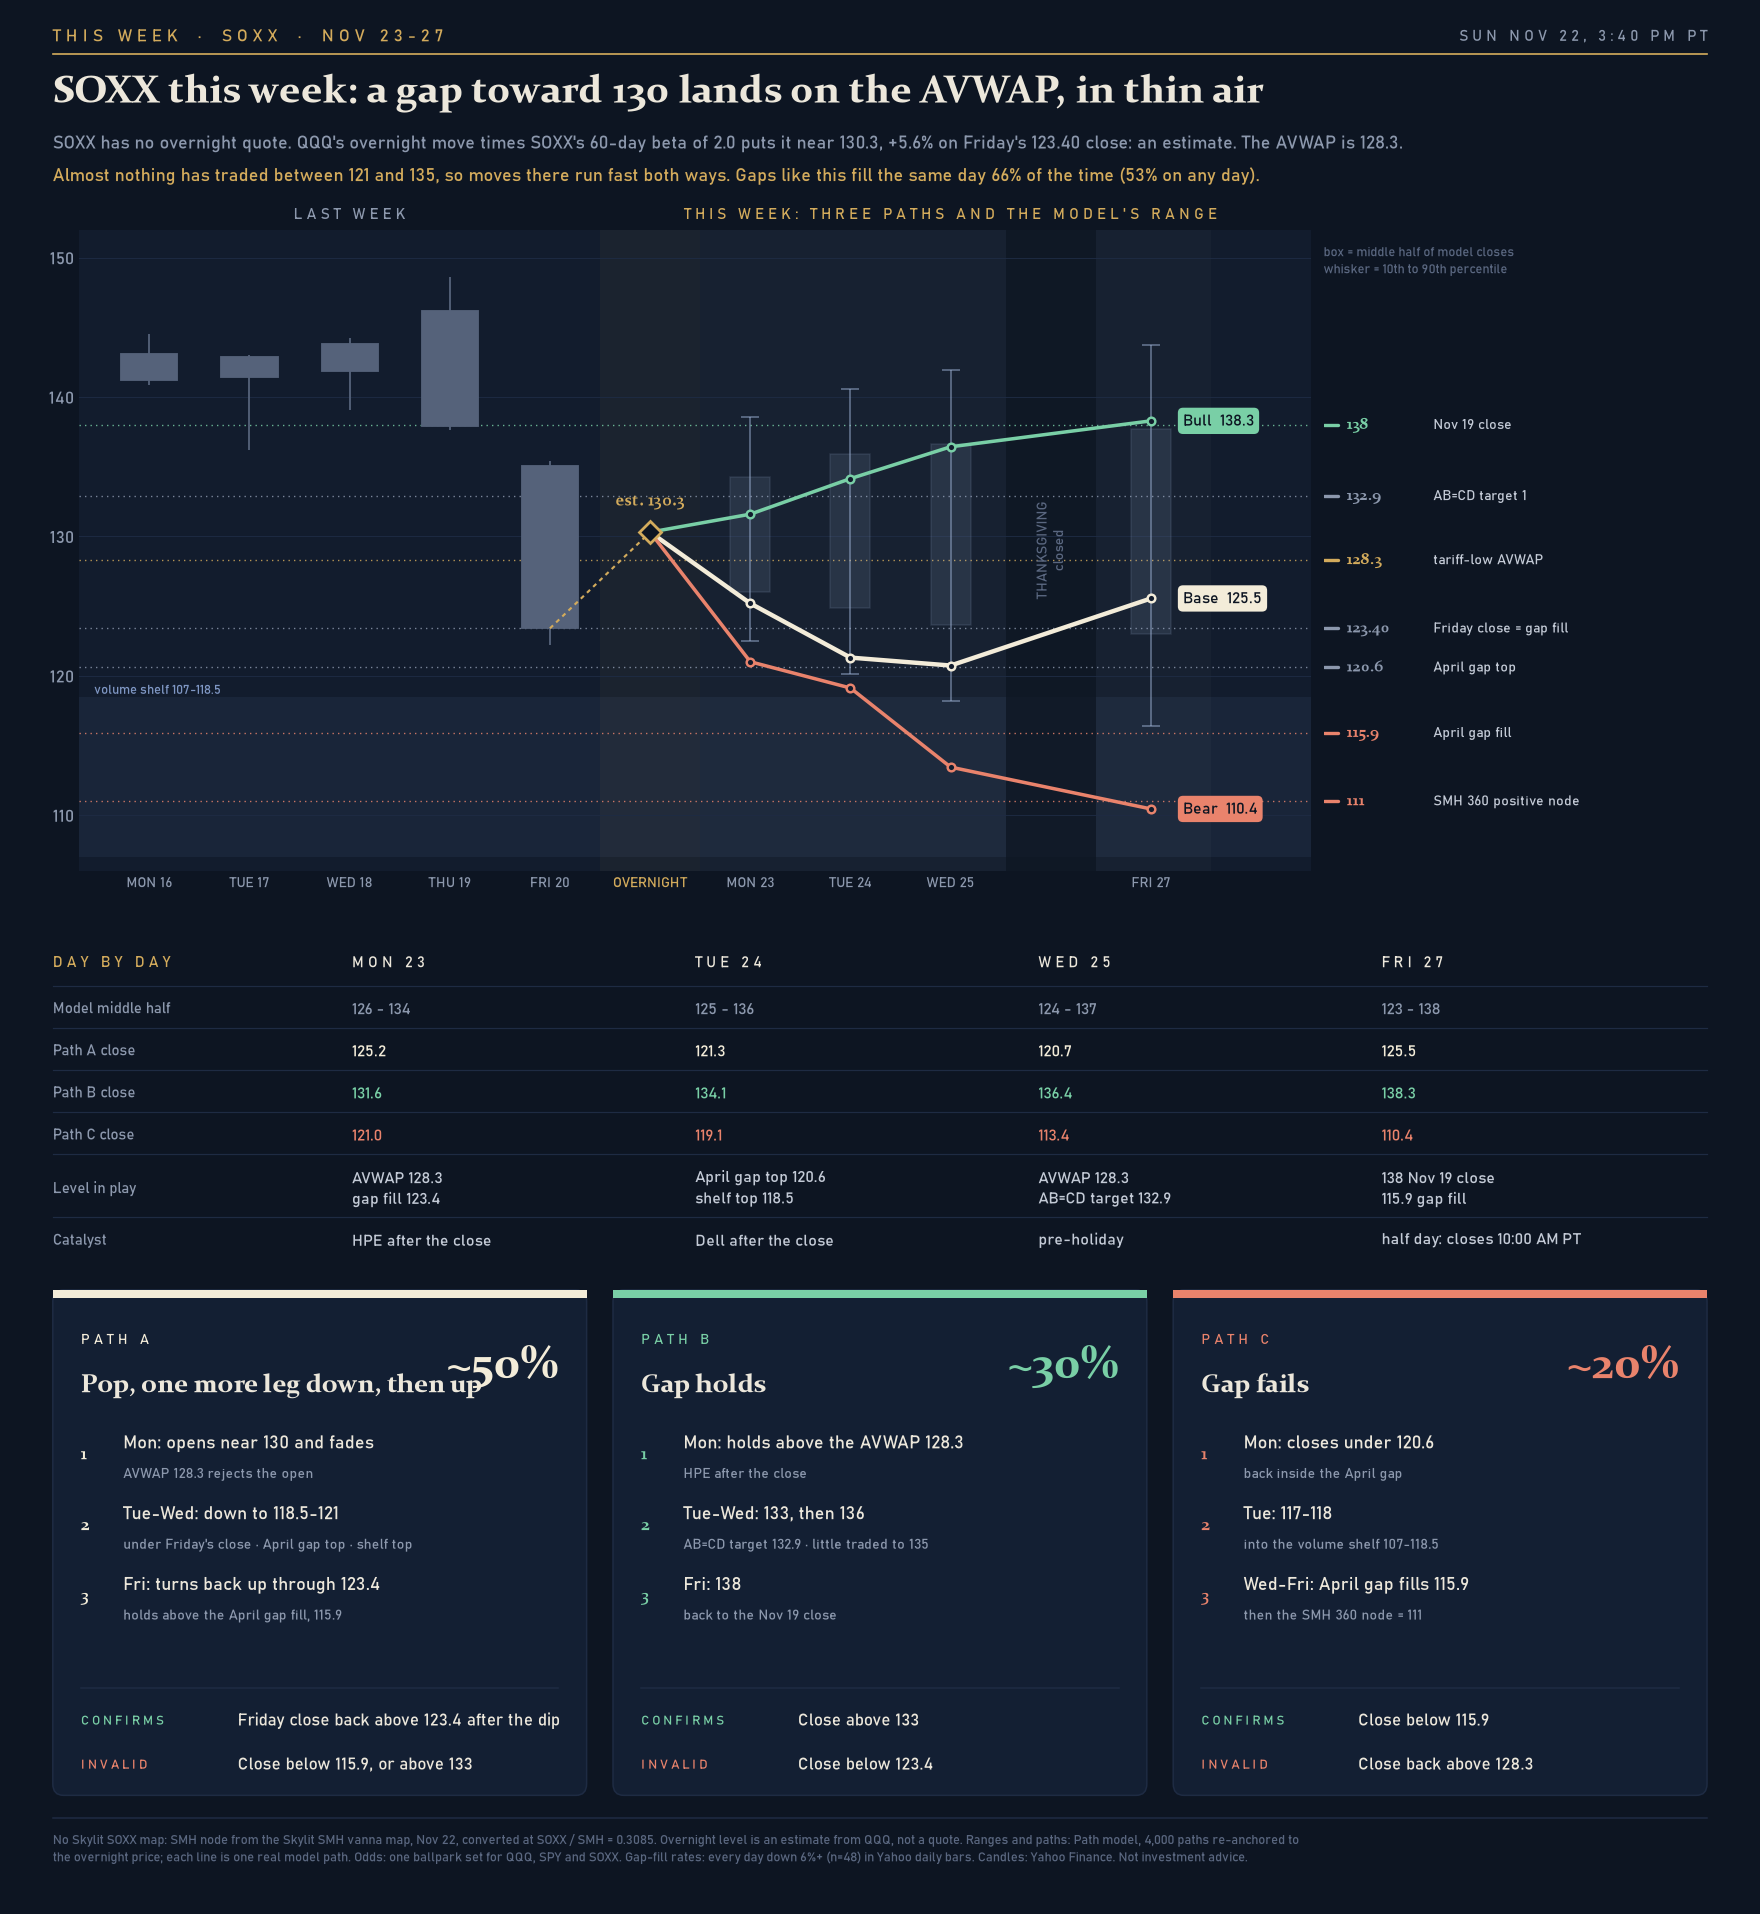 THIS WEEK · SOXX · NOV 23-27
SUN NOV 22, 3:40 PM PT
SOXX this week: a gap toward 130 lands on the AVWAP, in thin air
SOXX has no overnight quote. QQQ's overnight move times SOXX's 60-day beta of 2.0 puts it near 130.3, +5.6% on Friday's 123.40 close: an estimate. The AVWAP is 128.3.
Almost nothing has traded between 121 and 135, so moves there run fast both ways. Gaps like this fill the same day 66% of the time (53% on any day).
LAST WEEK
THIS WEEK: THREE PATHS AND THE MODEL'S RANGE
box = middle half of model closes
whisker = 10th to 90th percentile
150
140
130
120
110
est. 130.3
volume shelf 107-118.5
THANKSGIVING
closed
Bull 138.3
Base 125.5
Bear 110.4
138 Nov 19 close
132.9 AB=CD target 1
128.3 tariff-low AVWAP
123.40 Friday close = gap fill
120.6 April gap top
115.9 April gap fill
111 SMH 360 positive node
MON 16 TUE 17 WED 18 THU 19 FRI 20 OVERNIGHT MON 23 TUE 24 WED 25 FRI 27
DAY BY DAY MON 23 TUE 24 WED 25 FRI 27
Model middle half 126 - 134 125 - 136 124 - 137 123 - 138
Path A close 125.2 121.3 120.7 125.5
Path B close 131.6 134.1 136.4 138.3
Path C close 121.0 119.1 113.4 110.4
Level in play
AVWAP 128.3
gap fill 123.4
April gap top 120.6
shelf top 118.5
AVWAP 128.3
AB=CD target 132.9
138 Nov 19 close
115.9 gap fill
Catalyst HPE after the close Dell after the close pre-holiday half day: closes 10:00 AM PT
PATH A
~50%
Pop, one more leg down, then up
1 Mon: opens near 130 and fades
AVWAP 128.3 rejects the open
2 Tue-Wed: down to 118.5-121
under Friday's close · April gap top · shelf top
3 Fri: turns back up through 123.4
holds above the April gap fill, 115.9
CONFIRMS Friday close back above 123.4 after the dip
INVALID Close below 115.9, or above 133
PATH B
~30%
Gap holds
1 Mon: holds above the AVWAP 128.3
HPE after the close
2 Tue-Wed: 133, then 136
AB=CD target 132.9 · little traded to 135
3 Fri: 138
back to the Nov 19 close
CONFIRMS Close above 133
INVALID Close below 123.4
PATH C
~20%
Gap fails
1 Mon: closes under 120.6
back inside the April gap
2 Tue: 117-118
into the volume shelf 107-118.5
3 Wed-Fri: April gap fills 115.9
then the SMH 360 node = 111
CONFIRMS Close below 115.9
INVALID Close back above 128.3
No Skylit SOXX map: SMH node from the Skylit SMH vanna map, Nov 22, converted at SOXX / SMH = 0.3085. Overnight level is an estimate from QQQ, not a quote. Ranges and paths: Path model, 4,000 paths re-anchored to
the overnight price; each line is one real model path. Odds: one ballpark set for QQQ, SPY and SOXX. Gap-fill rates: every day down 6%+ (n=48) in Yahoo daily bars. Candles: Yahoo Finance. Not investment advice.